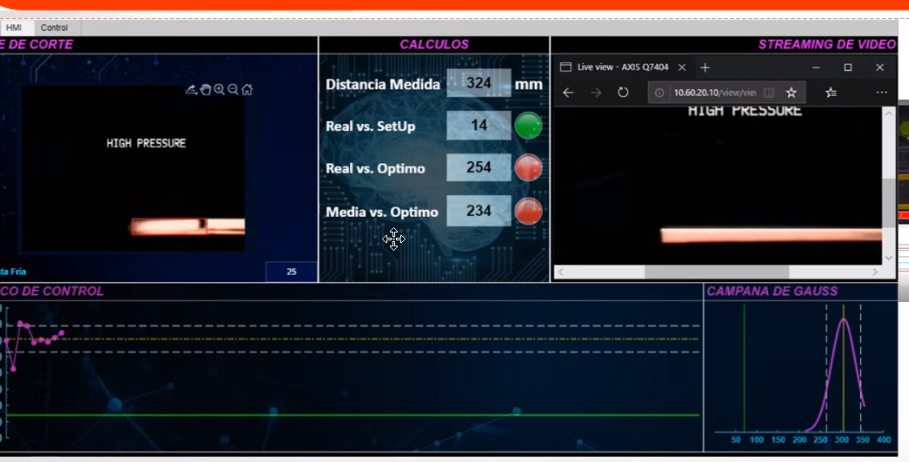 HMI Control
E DE CORTE
CALCULOS
STREAMING DE VIDEO
HIGH PRESSURE
ta Fria
25
Distancia Medida 324 mm
Real vs. SetUp 14
Real vs. Optimo 254
Media vs. Optimo 234
Live view - AXIS Q7404
10.60.20.10/view/vie
HIGH PRESSURE
CO DE CONTROL
CAMPANA DE GAUSS
50 100 150 200 250 300 350 400